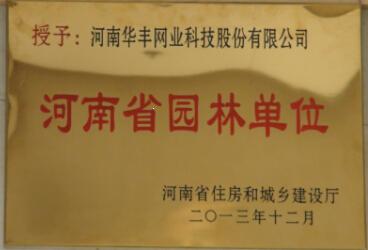 授予：河南华丰网业科技股份有限公司
河南省园林单位
河南省住房和城乡建设厅
二〇一三年十二月